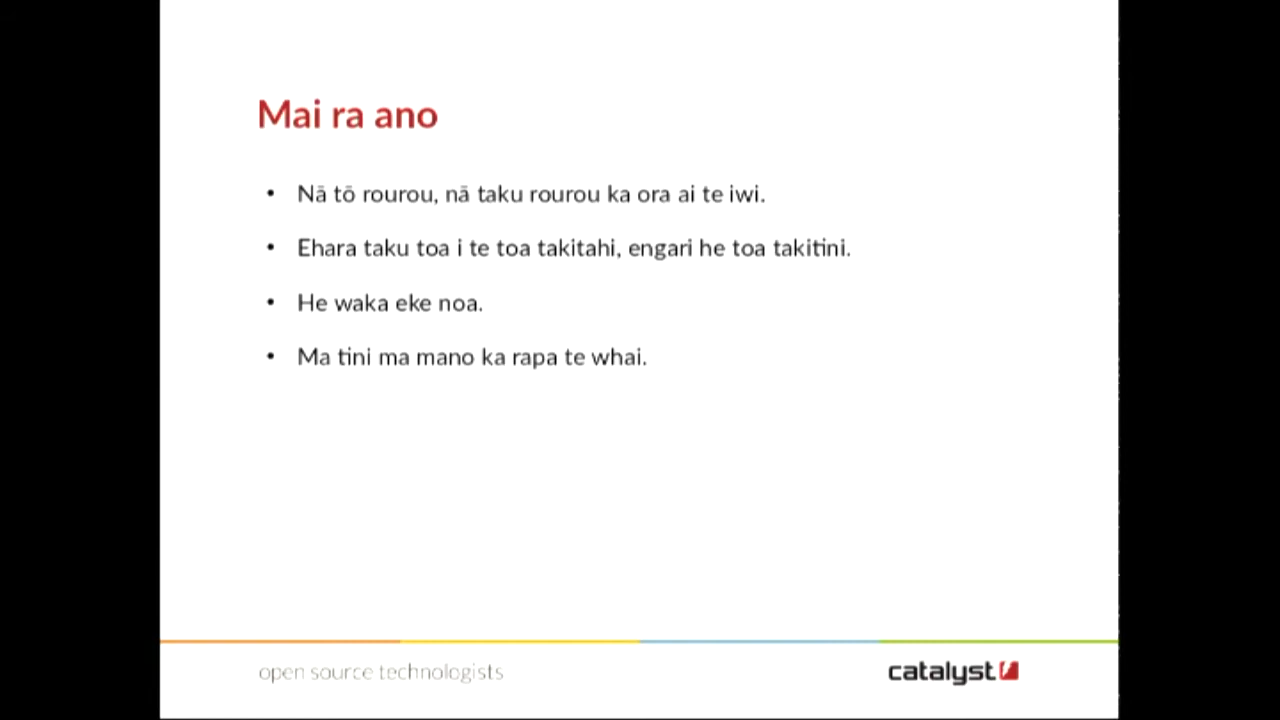 Mai ra ano
• Nā tō rourou, nā taku rourou ka ora ai te iwi.
• Ehara taku toa i te toa takitahi, engari he toa takitini.
• He waka eke noa.
• Ma tini ma mano ka rapa te whai.
open source technologists
catalyst